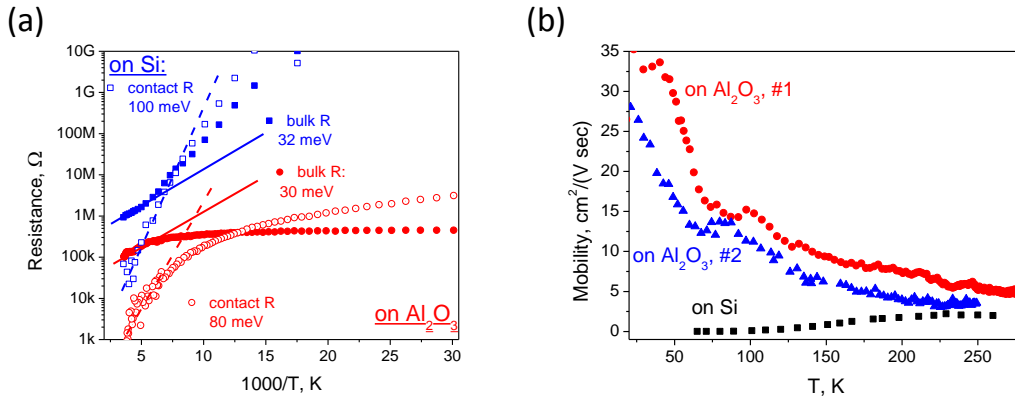 (a)
10G
1G
100M
10M
1M
100k
10k
1k
Resistance, Ω
5
10
15
20
25
30
1000/T, K
on Si:
contact R
100 meV
bulk R
32 meV
bulk R:
30 meV
contact R
80 meV
on Al₂O₃
(b)
35
30
25
20
15
10
5
0
Mobility, cm²/(V sec)
50
100
150
200
250
T, K
on Al₂O₃, #1
on Al₂O₃, #2
on Si